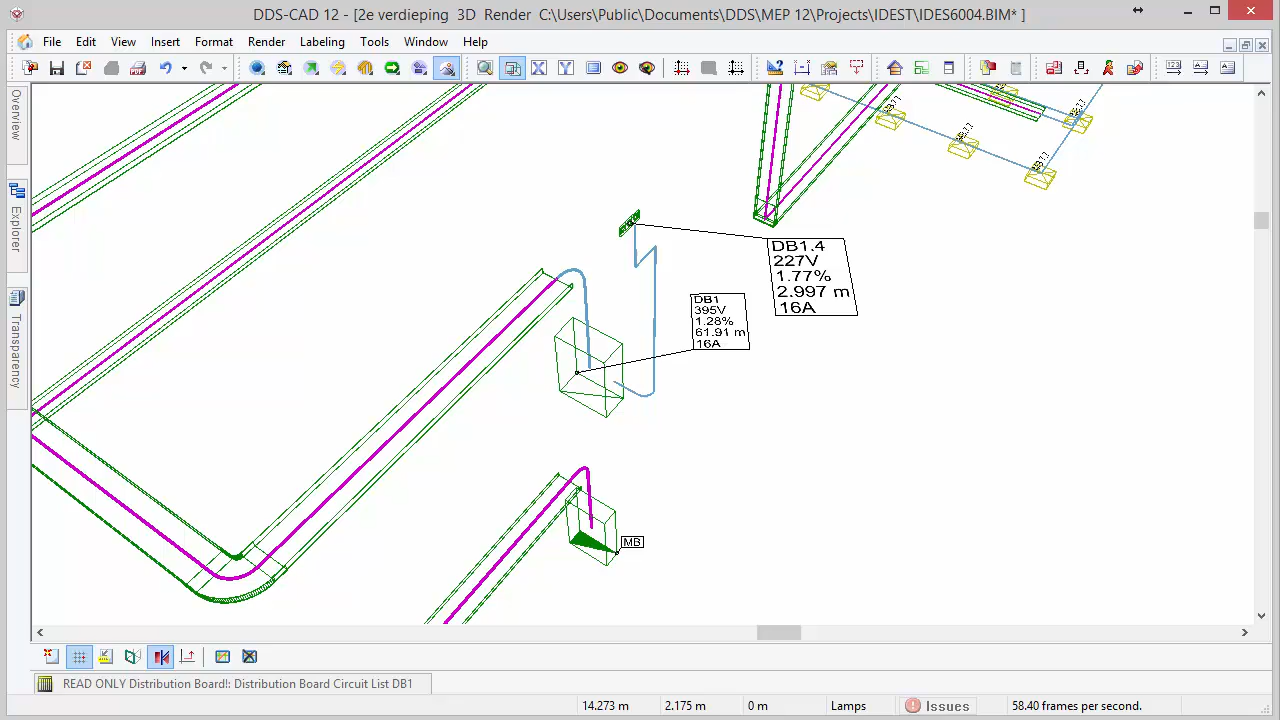 DDS-CAD 12 - [2e verdieping  3D  Render  C:\Users\Public\Documents\DDS\MEP 12\Projects\IDEST\IDES6004.BIM* ]
File Edit View Insert Format Render Labeling Tools Window Help
Overview
Explorer
Transparency
DB1.4
227V
1.77%
2.997 m
16A
DB1
395V
1.28%
61.91 m
16A
MB
READ ONLY Distribution Board!: Distribution Board Circuit List DB1
14.273 m 2.175 m 0 m Lamps Issues 58.40 frames per second.